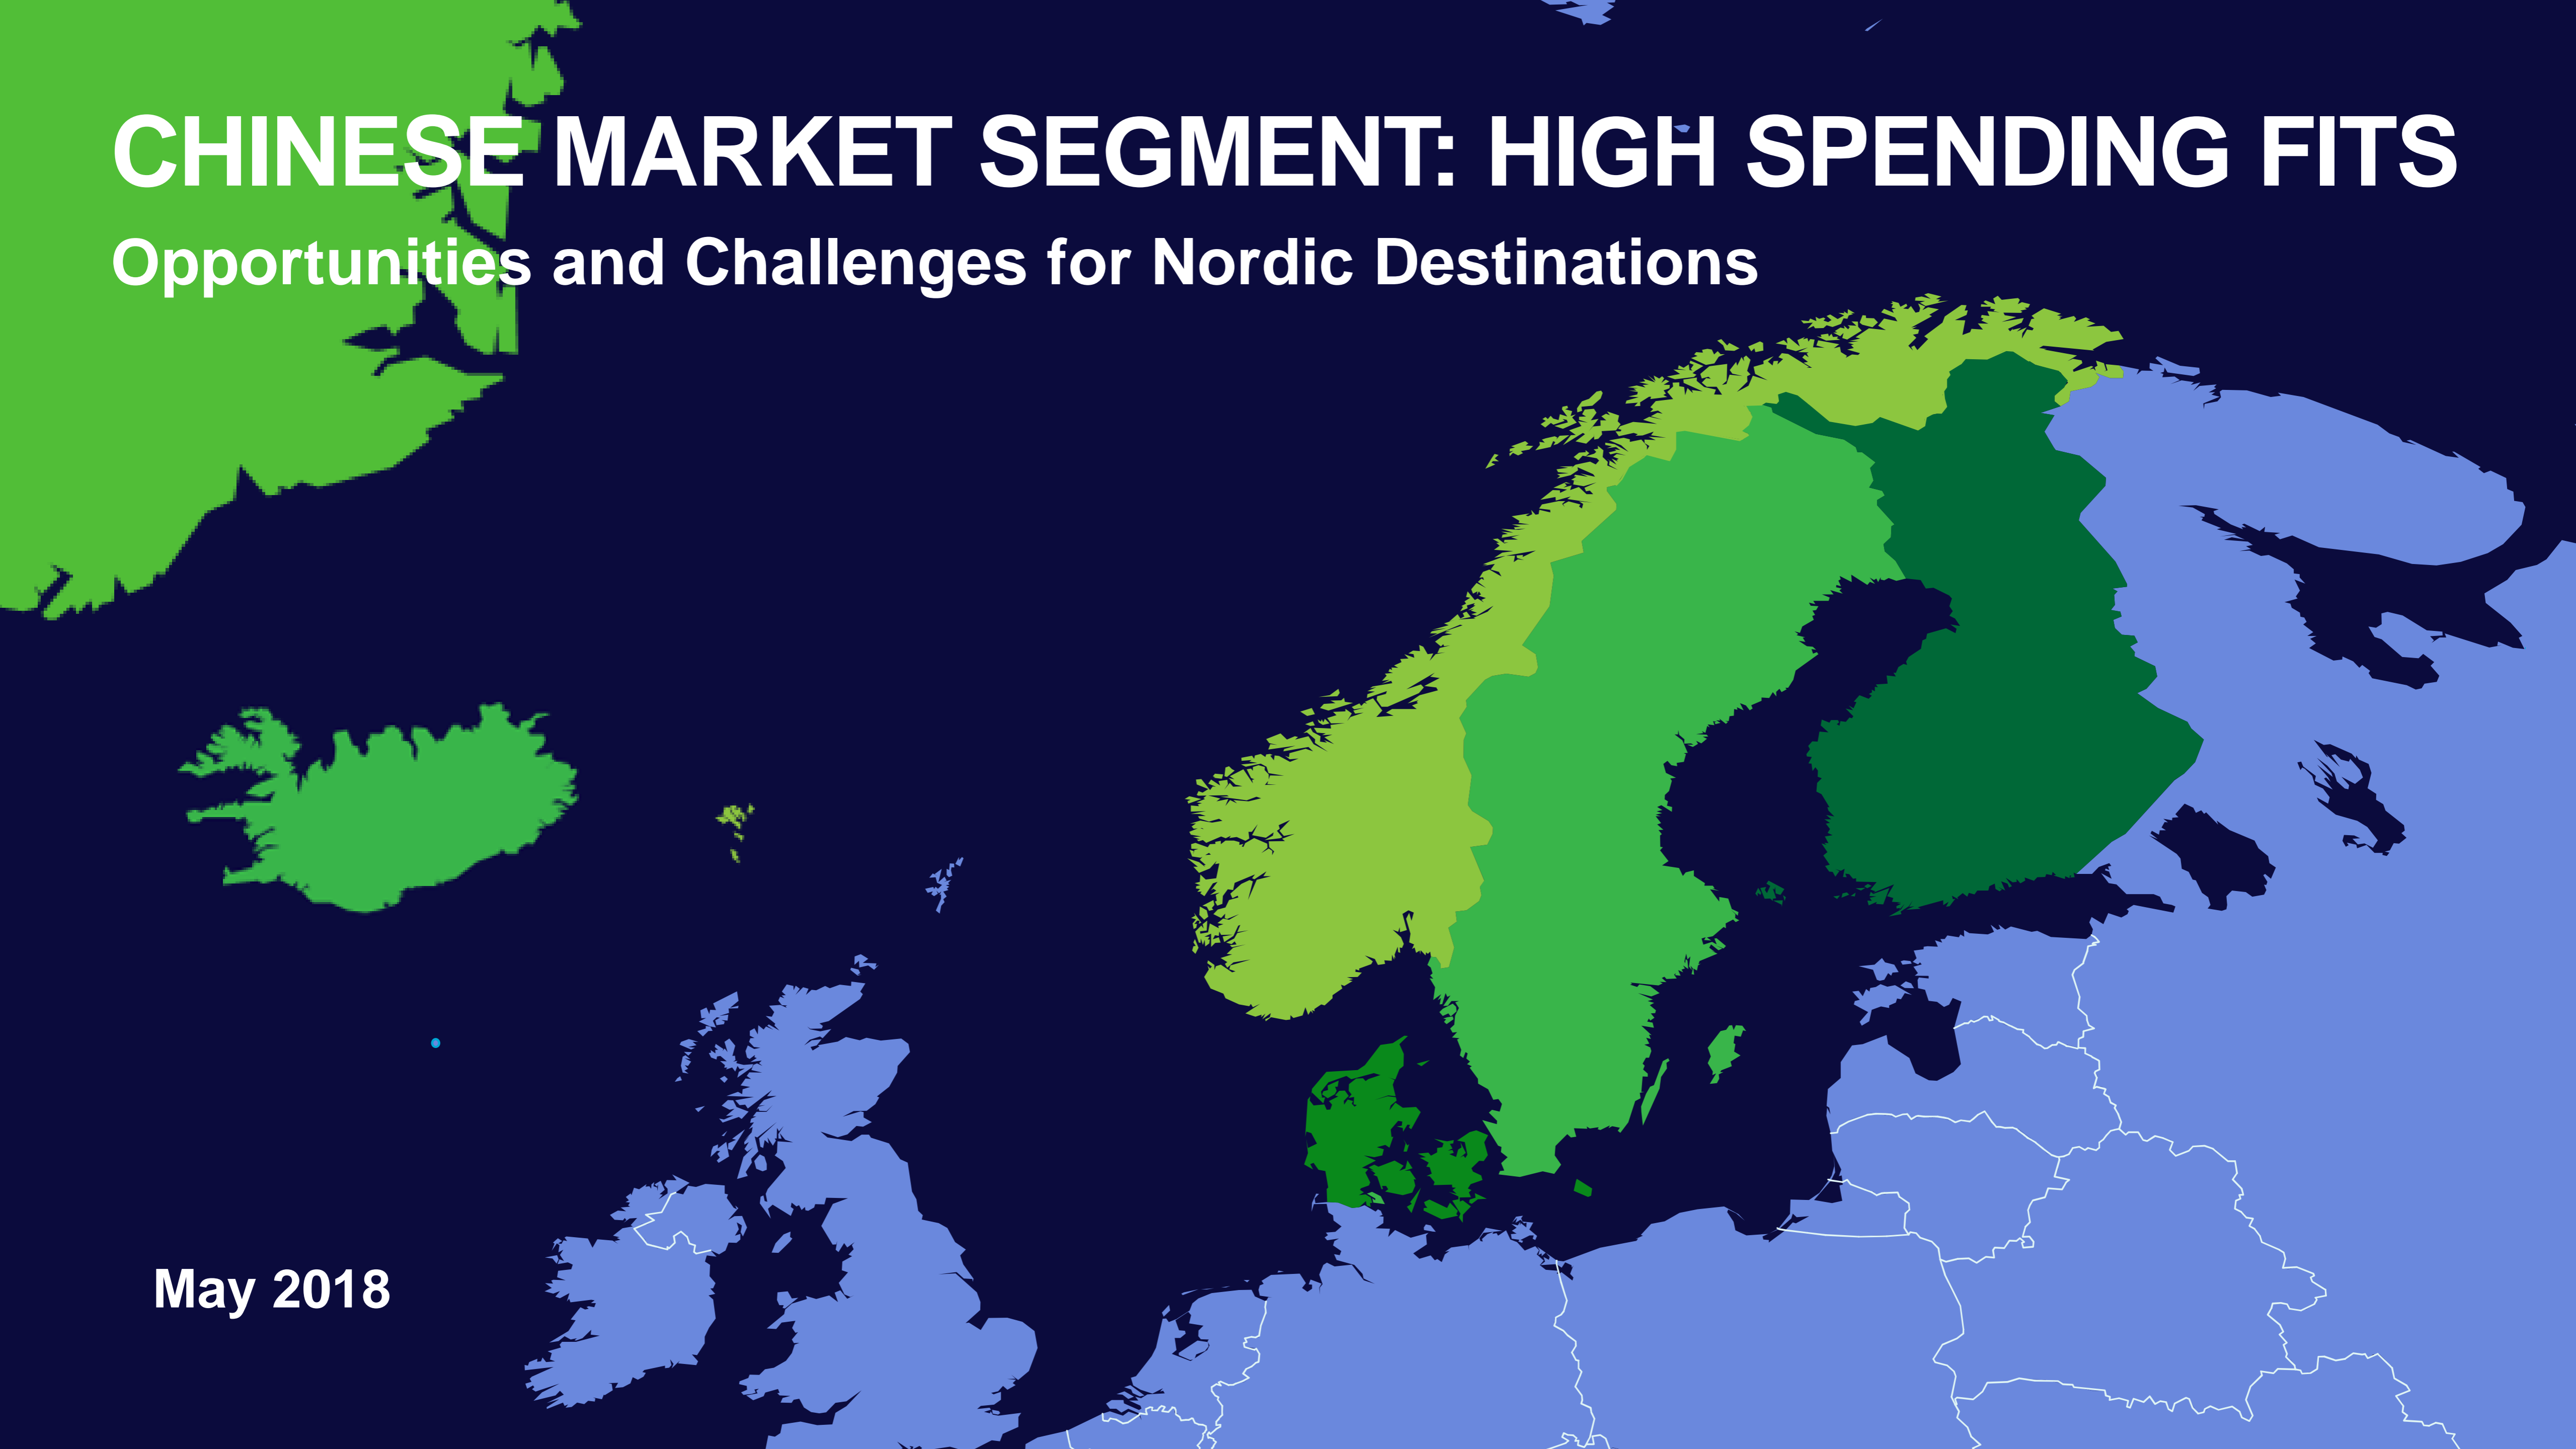 CHINESE MARKET SEGMENT: HIGH SPENDING FITS
Opportunities and Challenges for Nordic Destinations
May 2018